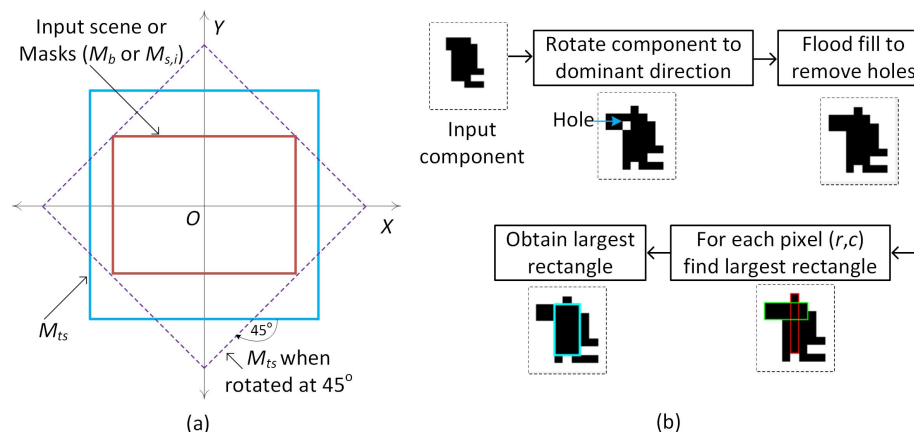 Input scene or
Masks (M_b or M_s,i)
Y
X
O
M_ts
45°
M_ts when
rotated at 45°
(a)
Input
component
Rotate component to
dominant direction
Hole
Flood fill to
remove holes
For each pixel (r,c)
find largest rectangle
Obtain largest
rectangle
(b)